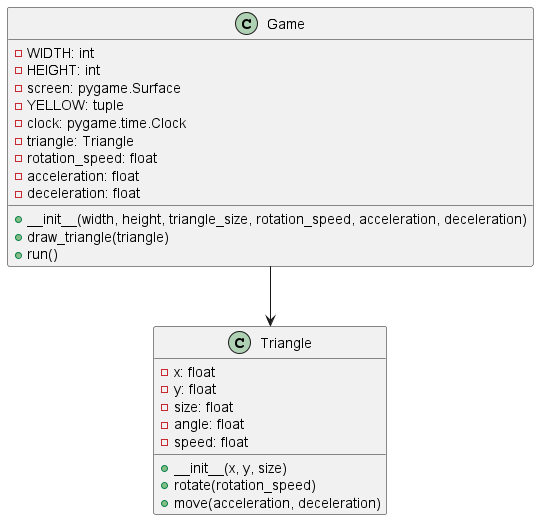 C Game
WIDTH: int
HEIGHT: int
screen: pygame.Surface
YELLOW: tuple
clock: pygame.time.Clock
triangle: Triangle
rotation_speed: float
acceleration: float
deceleration: float
__init__(width, height, triangle_size, rotation_speed, acceleration, deceleration)
draw_triangle(triangle)
run()
C Triangle
x: float
y: float
size: float
angle: float
speed: float
__init__(x, y, size)
rotate(rotation_speed)
move(acceleration, deceleration)